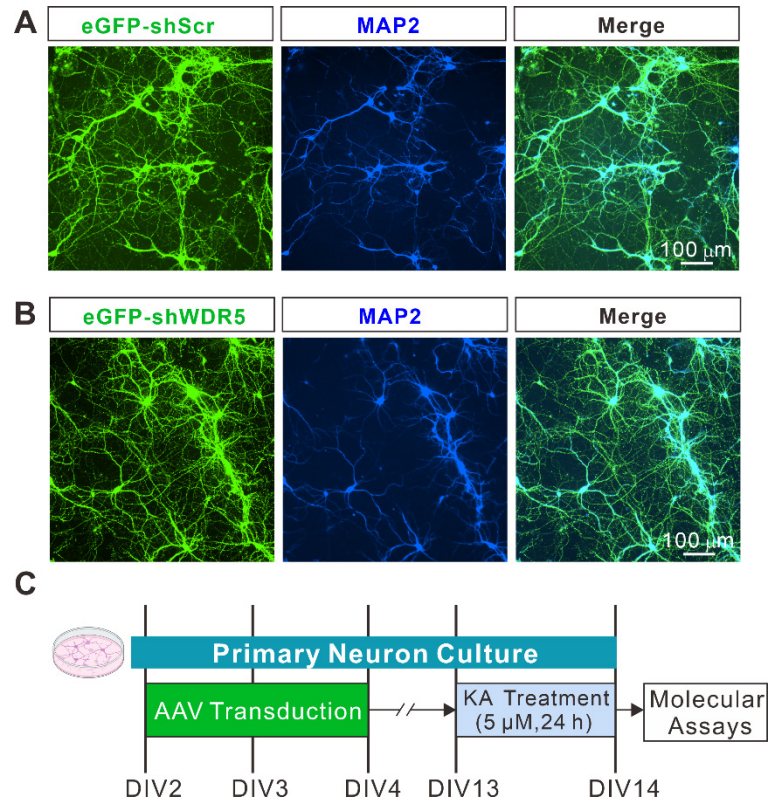 A
eGFP-shScr
MAP2
Merge
100 μm
B
eGFP-shWDR5
MAP2
Merge
100 μm
C
Primary Neuron Culture
AAV Transduction
KA Treatment
(5 μM,24 h)
Molecular
Assays
DIV2
DIV3
DIV4
DIV13
DIV14